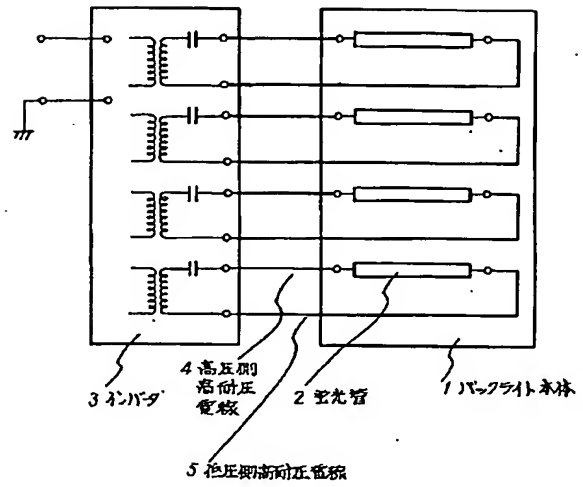 4 高圧側
高耐圧
電線
3 インバータ
2 蛍光管
1 バックライト本体
5 低圧側高耐圧電線